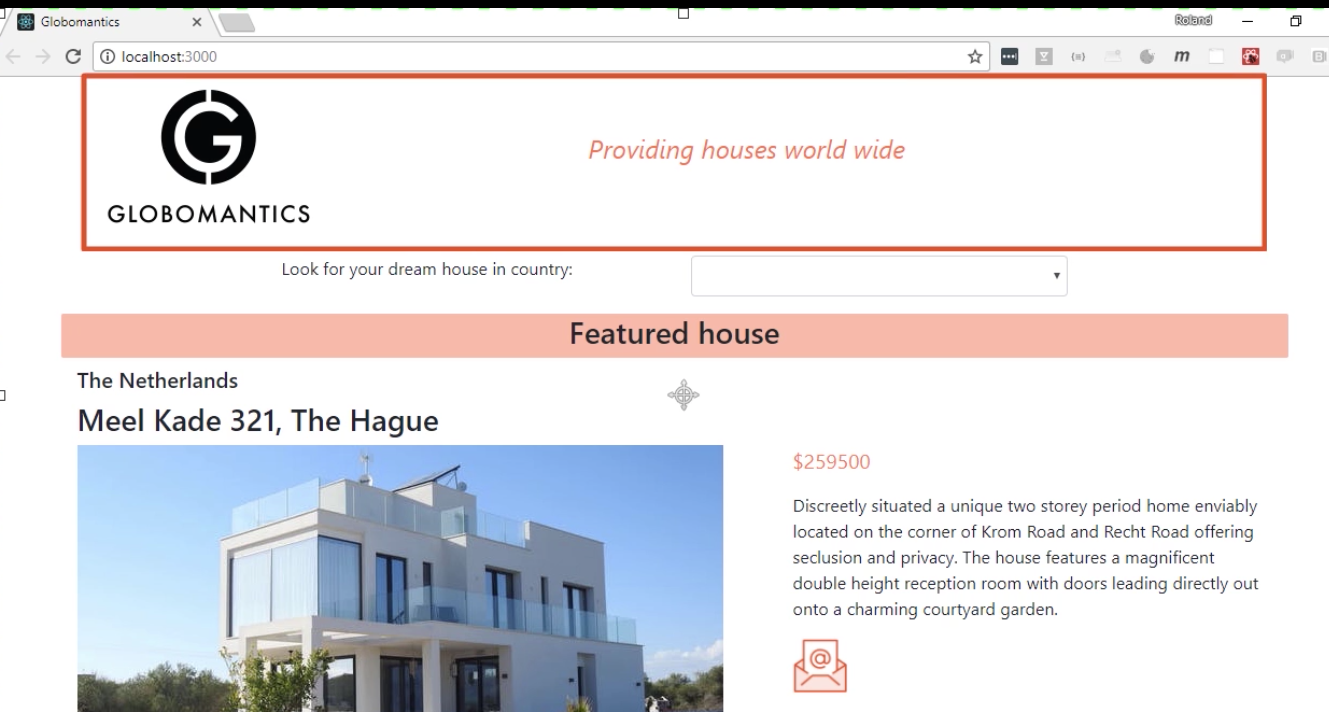 Globomantics
Roland
localhost:3000
m
G
Providing houses world wide
GLOBOMANTICS
Look for your dream house in country:
Featured house
The Netherlands
Meel Kade 321, The Hague
$259500
Discreetly situated a unique two storey period home enviably
located on the corner of Krom Road and Recht Road offering
seclusion and privacy. The house features a magnificent
double height reception room with doors leading directly out
onto a charming courtyard garden.
@